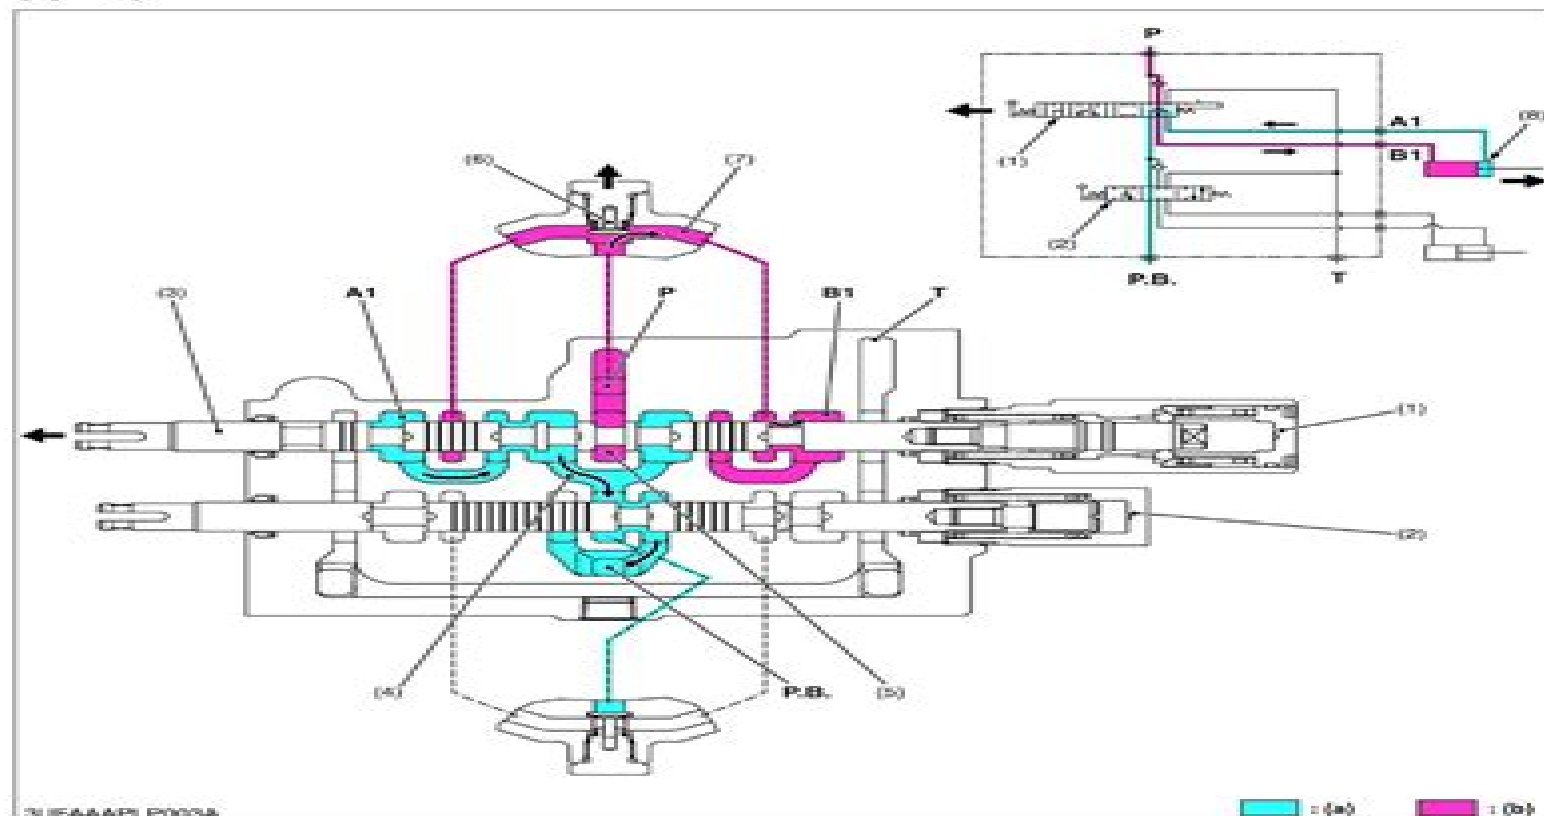 P
A1
(8)
(1)
B1
(6)
(7)
(2)
P.B.
T
(3)
A1
P
B1
T
(1)
(2)
(4)
P.B.
(5)
: (a)
: (b)